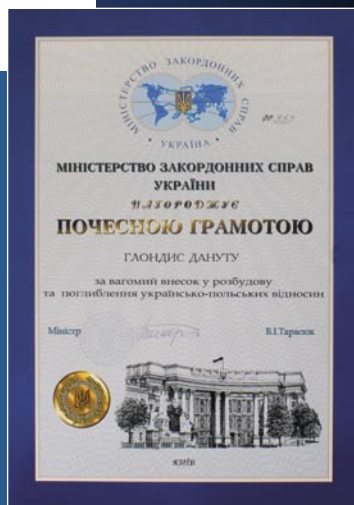 МІНІСТЕРСТВО ЗАКОРДОННИХ СПРАВ
• УКРАЇНА •
МІНІСТЕРСТВО ЗАКОРДОННИХ СПРАВ
УКРАЇНИ
НАГОРОДЖУЄ
ПОЧЕСНОЮ ГРАМОТОЮ
ГЛОНДИС ДАНУТУ
за вагомий внесок у розбудову
та поглиблення українсько-польських відносин
Міністр
Б.І.Тарасюк
КИЇВ